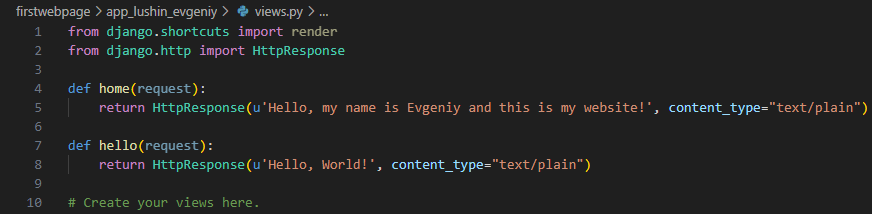 firstwebpage > app_lushin_evgeniy > views.py > ...
1 from django.shortcuts import render
2 from django.http import HttpResponse
3
4 def home(request):
5     return HttpResponse(u'Hello, my name is Evgeniy and this is my website!', content_type="text/plain")
6
7 def hello(request):
8     return HttpResponse(u'Hello, World!', content_type="text/plain")
9
10 # Create your views here.